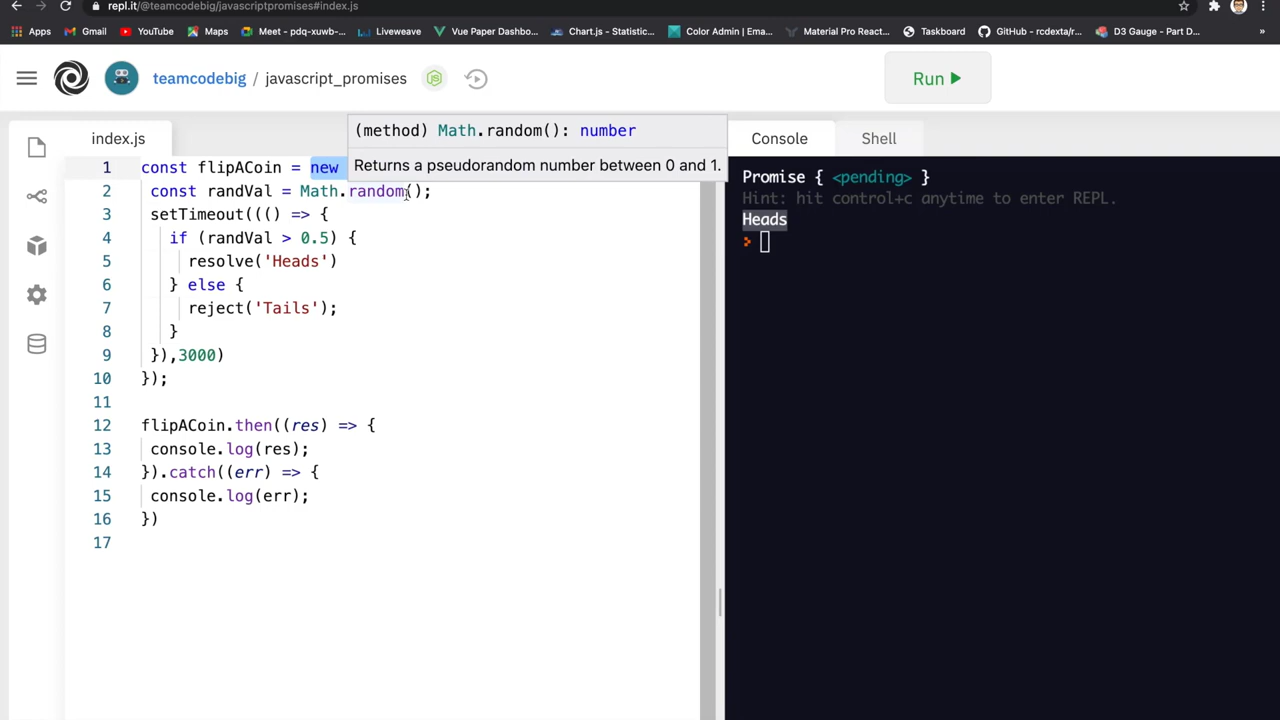 repl.it/@teamcodebig/javascriptpromises#index.js
Apps
Gmail
YouTube
Maps
Meet - pdq-xuwb-...
Liveweave
Vue Paper Dashbo...
Chart.js - Statistic...
Color Admin | Ema...
Material Pro React...
Taskboard
GitHub - rcdexta/r...
D3 Gauge - Part D...
»
teamcodebig / javascript_promises
Run
index.js
Console
Shell
(method) Math.random(): number
Returns a pseudorandom number between 0 and 1.
1 const flipACoin = new
2 const randVal = Math.random();
3 setTimeout((() => {
4 if (randVal > 0.5) {
5 resolve('Heads')
6 } else {
7 reject('Tails');
8 }
9 }),3000)
10 });
11
12 flipACoin.then((res) => {
13 console.log(res);
14 }).catch((err) => {
15 console.log(err);
16 })
17
Promise { <pending> }
Hint: hit control+c anytime to enter REPL.
Heads